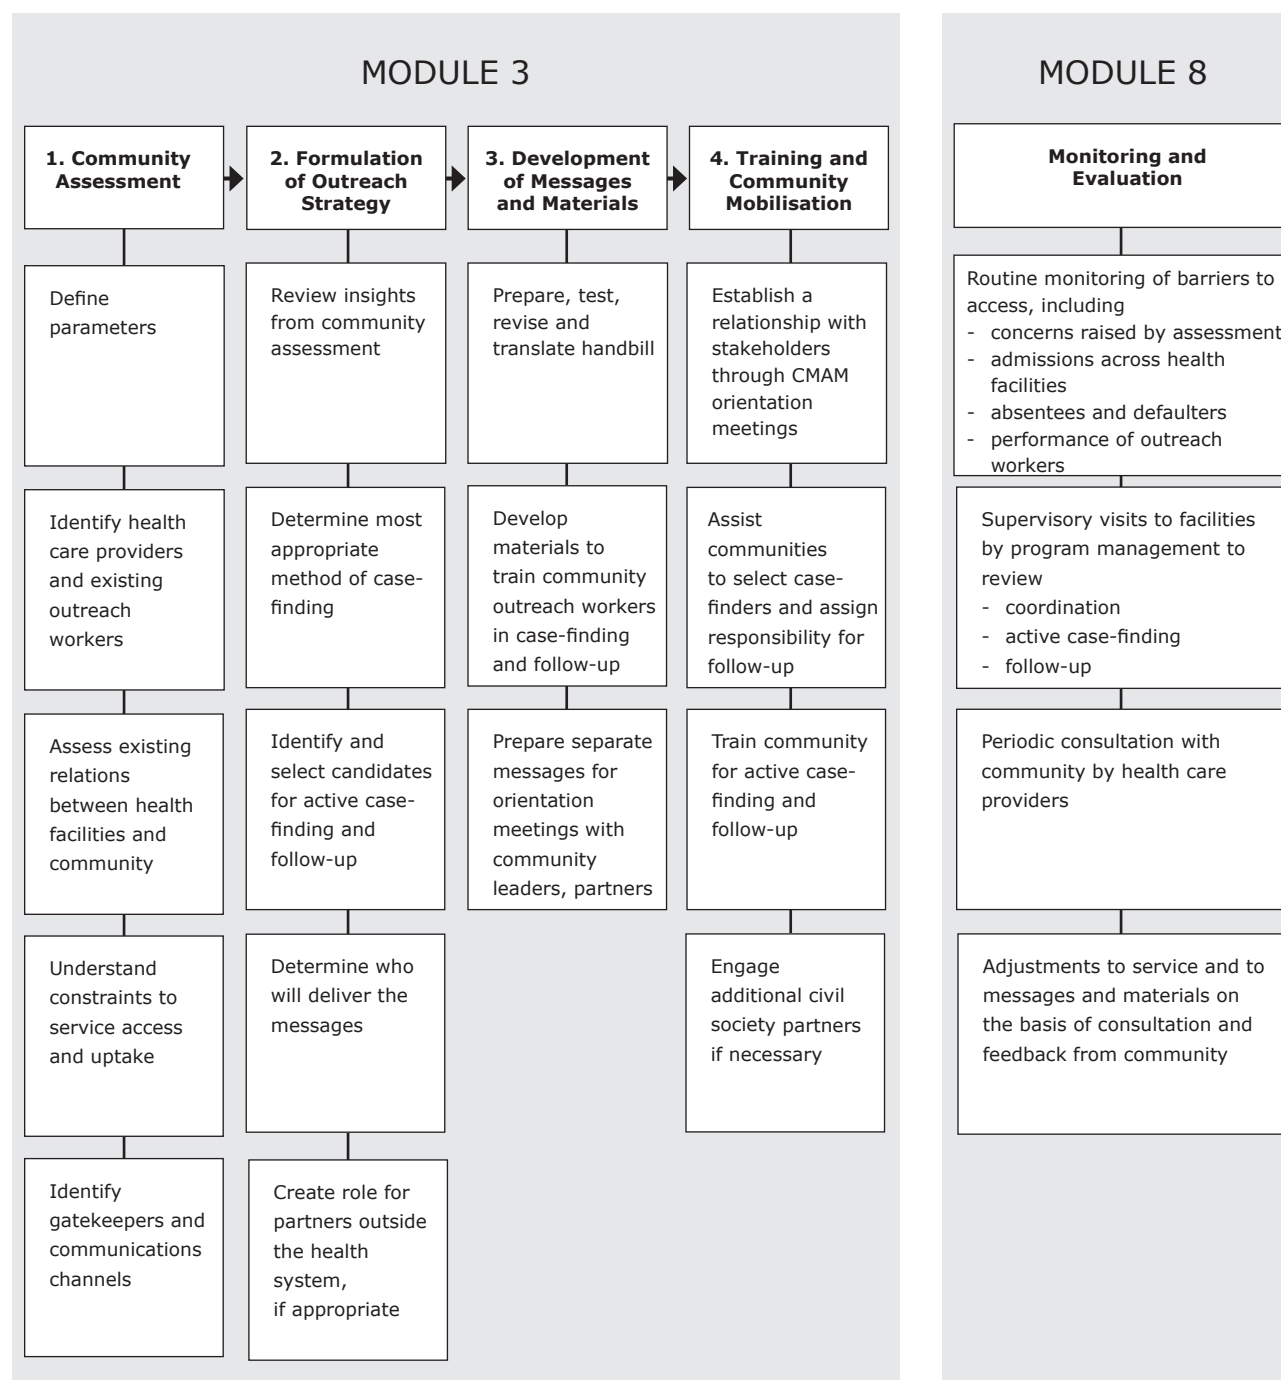 MODULE 3
1. Community
Assessment
2. Formulation
of Outreach
Strategy
3. Development
of Messages
and Materials
4. Training and
Community
Mobilisation
Define
parameters
Identify health
care providers
and existing
outreach
workers
Assess existing
relations
between health
facilities and
community
Understand
constraints to
service access
and uptake
Identify
gatekeepers and
communications
channels
Review insights
from community
assessment
Determine most
appropriate
method of case-
finding
Identify and
select candidates
for active case-
finding and
follow-up
Determine who
will deliver the
messages
Create role for
partners outside
the health
system,
if appropriate
Prepare, test,
revise and
translate handbill
Develop
materials to
train community
outreach workers
in case-finding
and follow-up
Prepare separate
messages for
orientation
meetings with
community
leaders, partners
Establish a
relationship with
stakeholders
through CMAM
orientation
meetings
Assist
communities
to select case-
finders and assign
responsibility for
follow-up
Train community
for active case-
finding and
follow-up
Engage
additional civil
society partners
if necessary
MODULE 8
Monitoring and
Evaluation
Routine monitoring of barriers to
access, including
- concerns raised by assessment
- admissions across health
facilities
- absentees and defaulters
- performance of outreach
workers
Supervisory visits to facilities
by program management to
review
- coordination
- active case-finding
- follow-up
Periodic consultation with
community by health care
providers
Adjustments to service and to
messages and materials on
the basis of consultation and
feedback from community